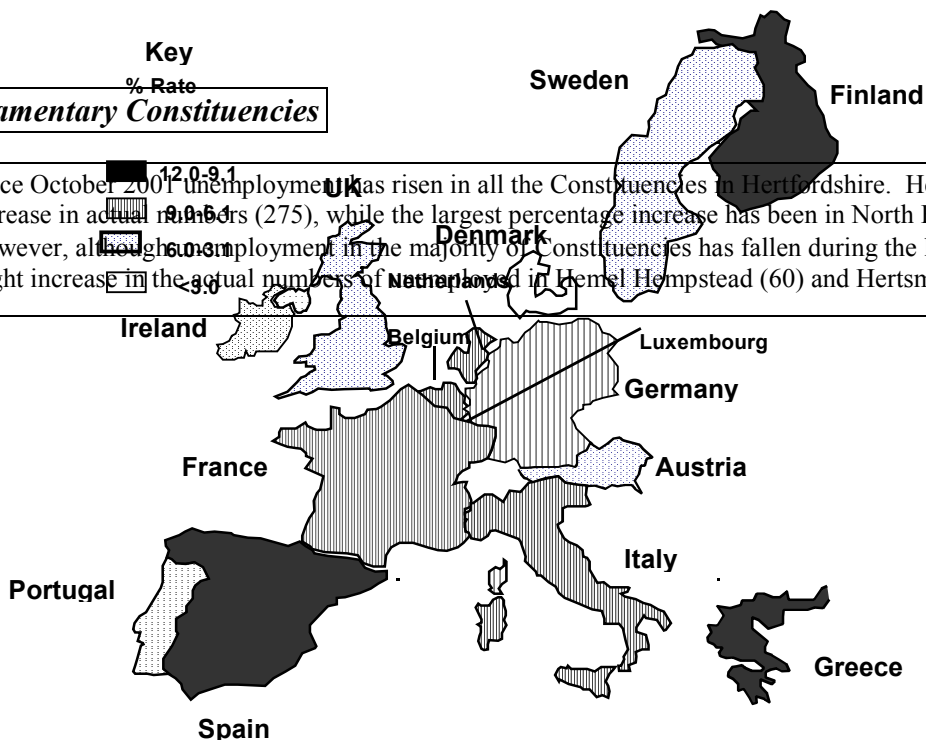 Key
% Rate
amentary Constituencies
12.0-9.1
9.0-6.1
6.0-3.1
<3.0
ce October 2001 unemployment has risen in all the Constituencies in Hertfordshire. H
rease in actual numbers (275), while the largest percentage increase has been in North
owever, although unemployment in the majority of Constituencies has fallen during the
ght increase in the actual numbers of unemployed in Hemel Hempstead (60) and Hertsm
Sweden
Finland
UK
Denmark
Netherlands
Ireland
Belgium
Luxembourg
Germany
France
Austria
Italy
Portugal
Greece
Spain